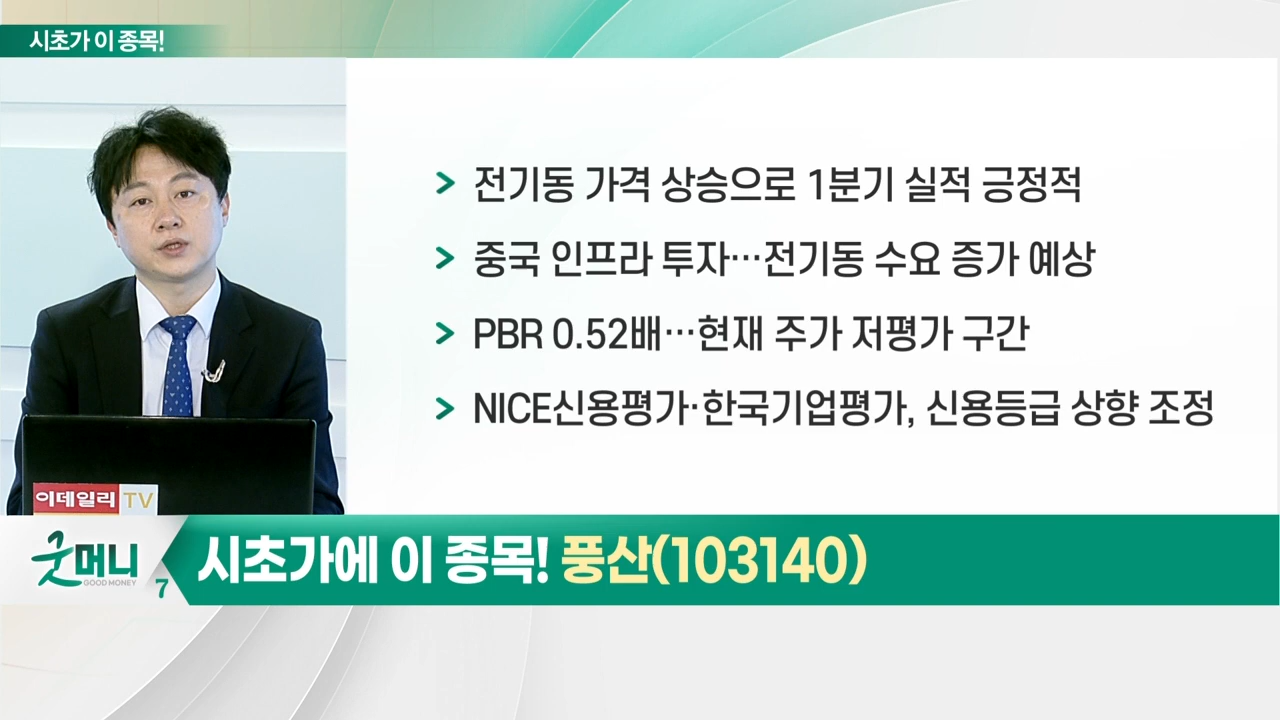 시초가 이 종목!
> 전기동 가격 상승으로 1분기 실적 긍정적
> 중국 인프라 투자…전기동 수요 증가 예상
> PBR 0.52배…현재 주가 저평가 구간
> NICE신용평가·한국기업평가, 신용등급 상향 조정
이데일리 TV
굿머니
GOOD MONEY
7
시초가에 이 종목! 풍산(103140)